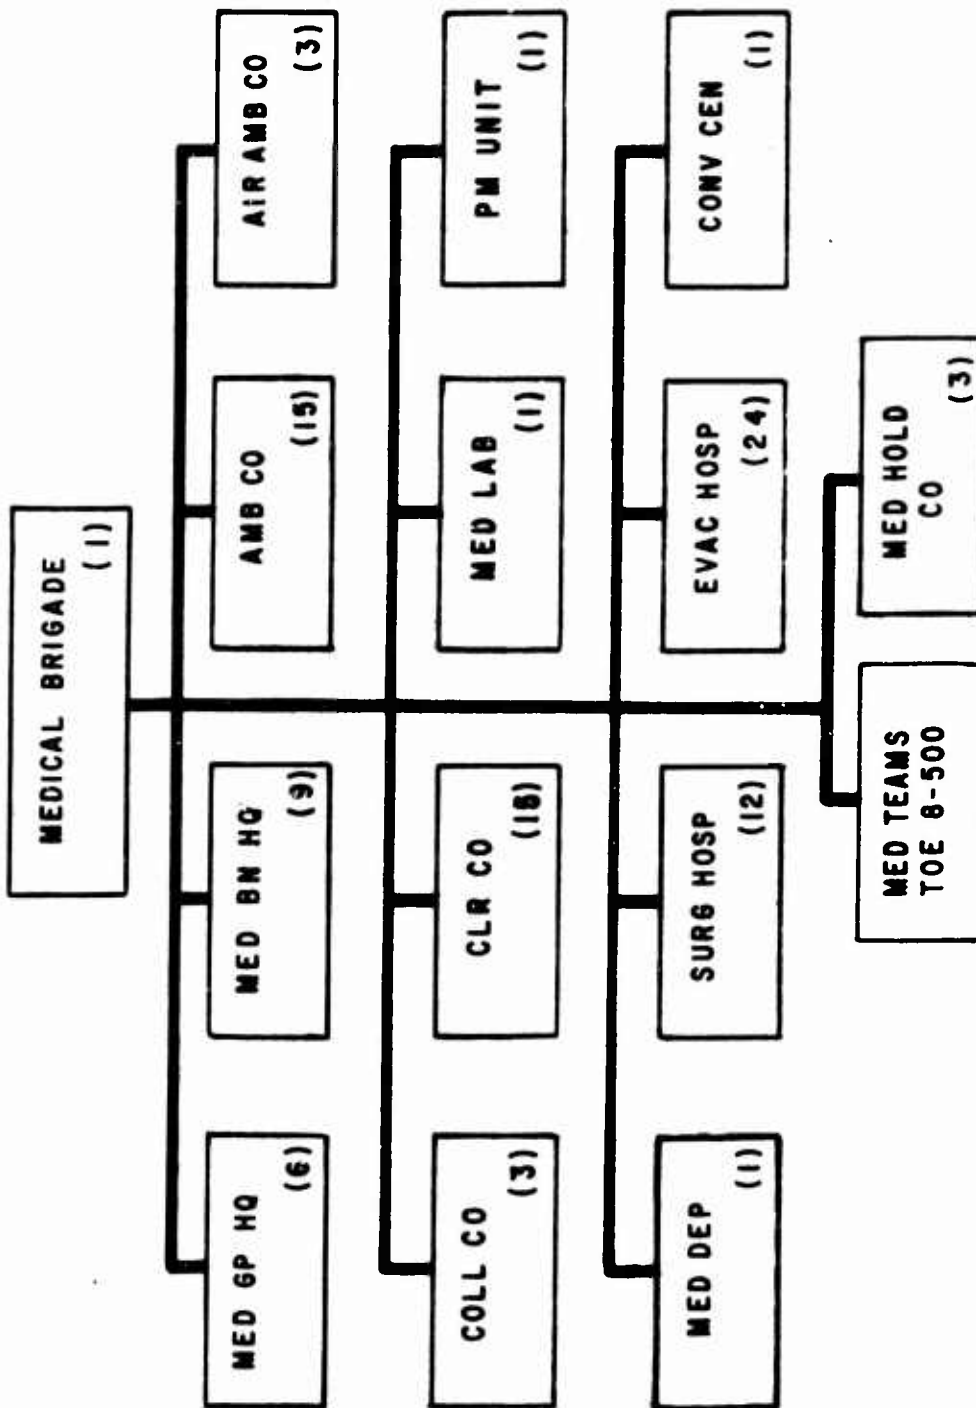 MEDICAL BRIGADE
(1)
MED GP HQ
(6)
MED BN HQ
(9)
AMB CO
(15)
AIR AMB CO
(3)
COLL CO
(3)
CLR CO
MED LAB
(1)
PM UNIT
(1)
MED DEP
(1)
SURG HOSP
(12)
EVAC HOSP
(24)
CONV CEN
(1)
MED TEAMS
TOE 8-500
MED HOLD
CO
(3)